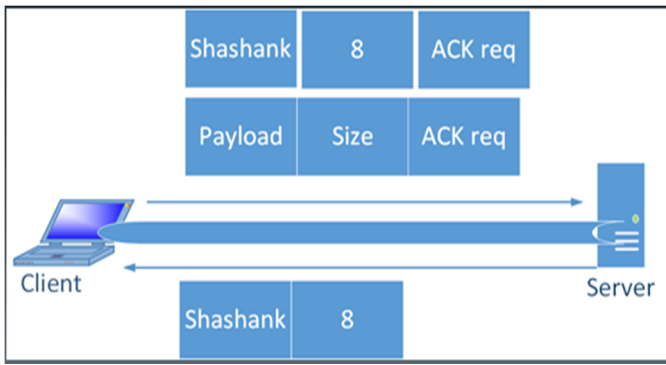 Shashank 8 ACK req
Payload Size ACK req
Client
Server
Shashank 8